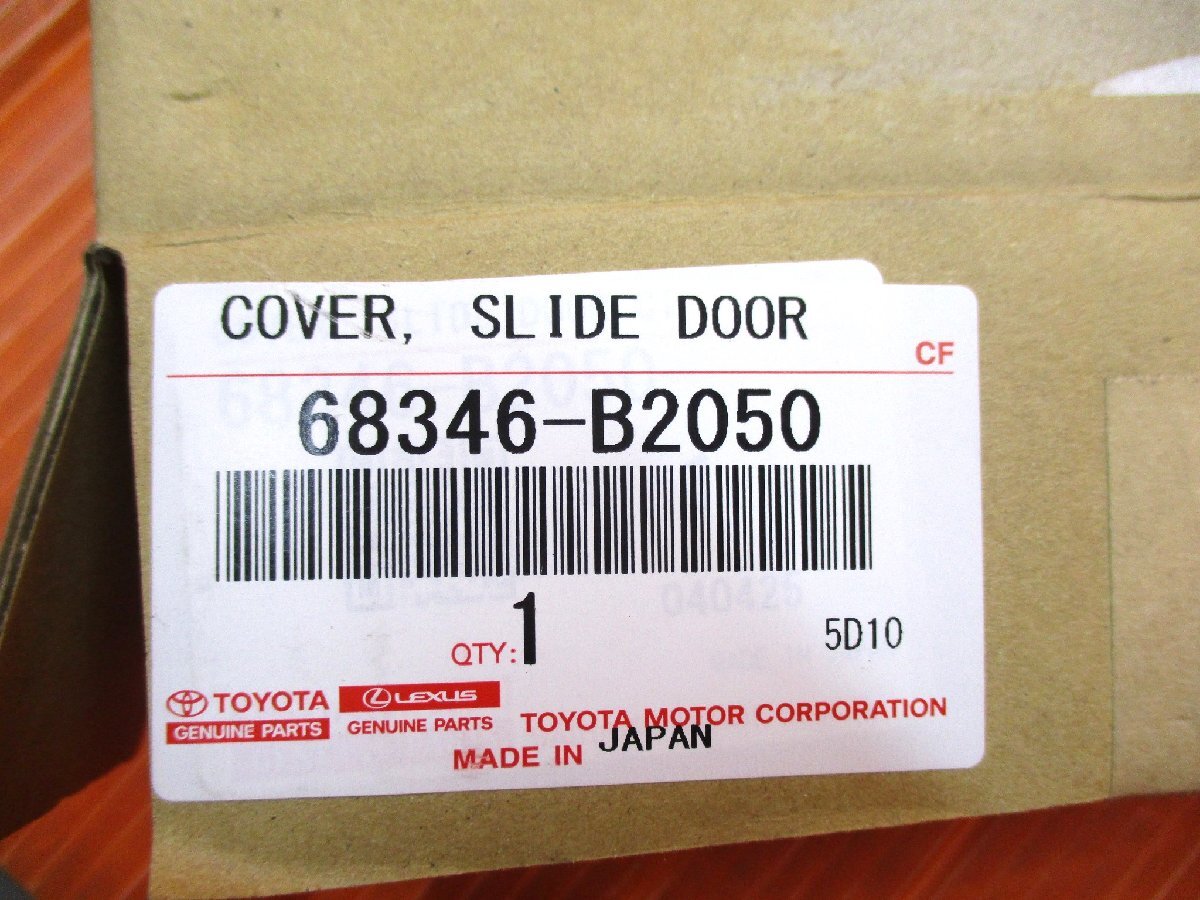 COVER, SLIDE DOOR
CF
68346-B2050
040426
QTY: 1
5D10
TOYOTA
GENUINE PARTS
LEXUS
GENUINE PARTS
TOYOTA MOTOR CORPORATION
MADE IN JAPAN